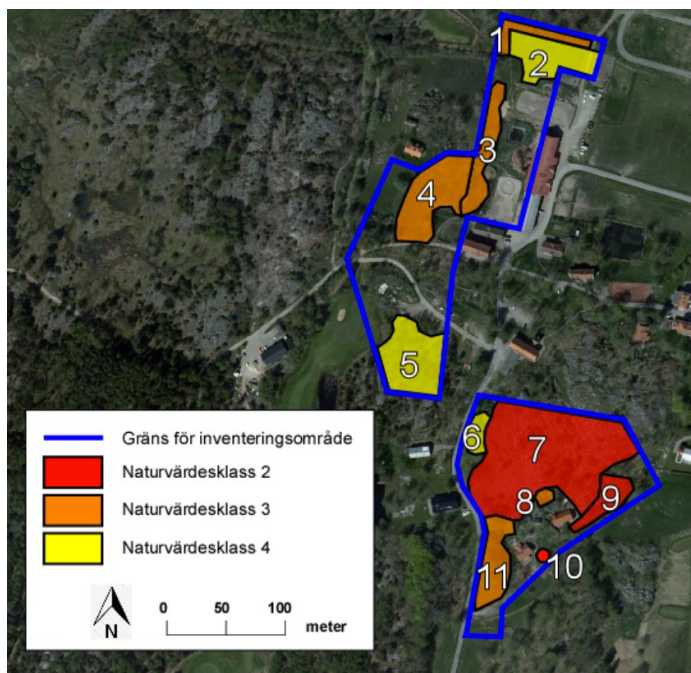 1
2
3
4
5
6
7
8
9
10
11
Gräns för inventeringsområde
Naturvärdesklass 2
Naturvärdesklass 3
Naturvärdesklass 4
N
0 50 100
meter